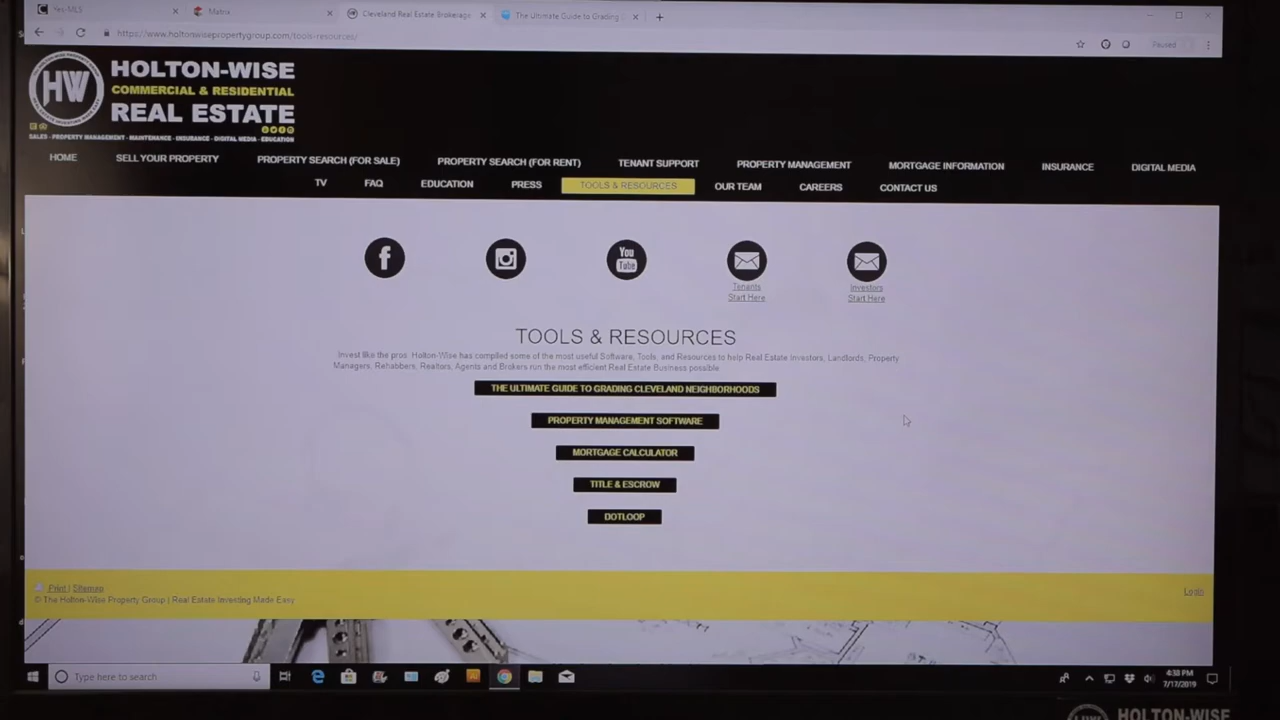 Yes-MLS
Matrix
Cleveland Real Estate Brokerage
The Ultimate Guide to Grading
https://www.holtonwisepropertygroup.com/tools-resources/
Paused
HW
HOLTON-WISE
COMMERCIAL & RESIDENTIAL
REAL ESTATE
SALES - PROPERTY MANAGEMENT - MAINTENANCE - INSURANCE - DIGITAL MEDIA - EDUCATION
HOME SELL YOUR PROPERTY PROPERTY SEARCH (FOR SALE) PROPERTY SEARCH (FOR RENT) TENANT SUPPORT PROPERTY MANAGEMENT MORTGAGE INFORMATION INSURANCE DIGITAL MEDIA
TV FAQ EDUCATION PRESS TOOLS & RESOURCES OUR TEAM CAREERS CONTACT US
You
Tube
Tenants
Start Here
Investors
Start Here
TOOLS & RESOURCES
Invest like the pros. Holton-Wise has compiled some of the most useful Software, Tools, and Resources to help Real Estate Investors, Landlords, Property
Managers, Rehabbers, Realtors, Agents and Brokers run the most efficient Real Estate Business possible.
THE ULTIMATE GUIDE TO GRADING CLEVELAND NEIGHBORHOODS
PROPERTY MANAGEMENT SOFTWARE
MORTGAGE CALCULATOR
TITLE & ESCROW
DOTLOOP
Print | Sitemap
© The Holton-Wise Property Group | Real Estate Investing Made Easy
Login
Type here to search
4:38 PM
7/17/2019
HOLTON-WISE